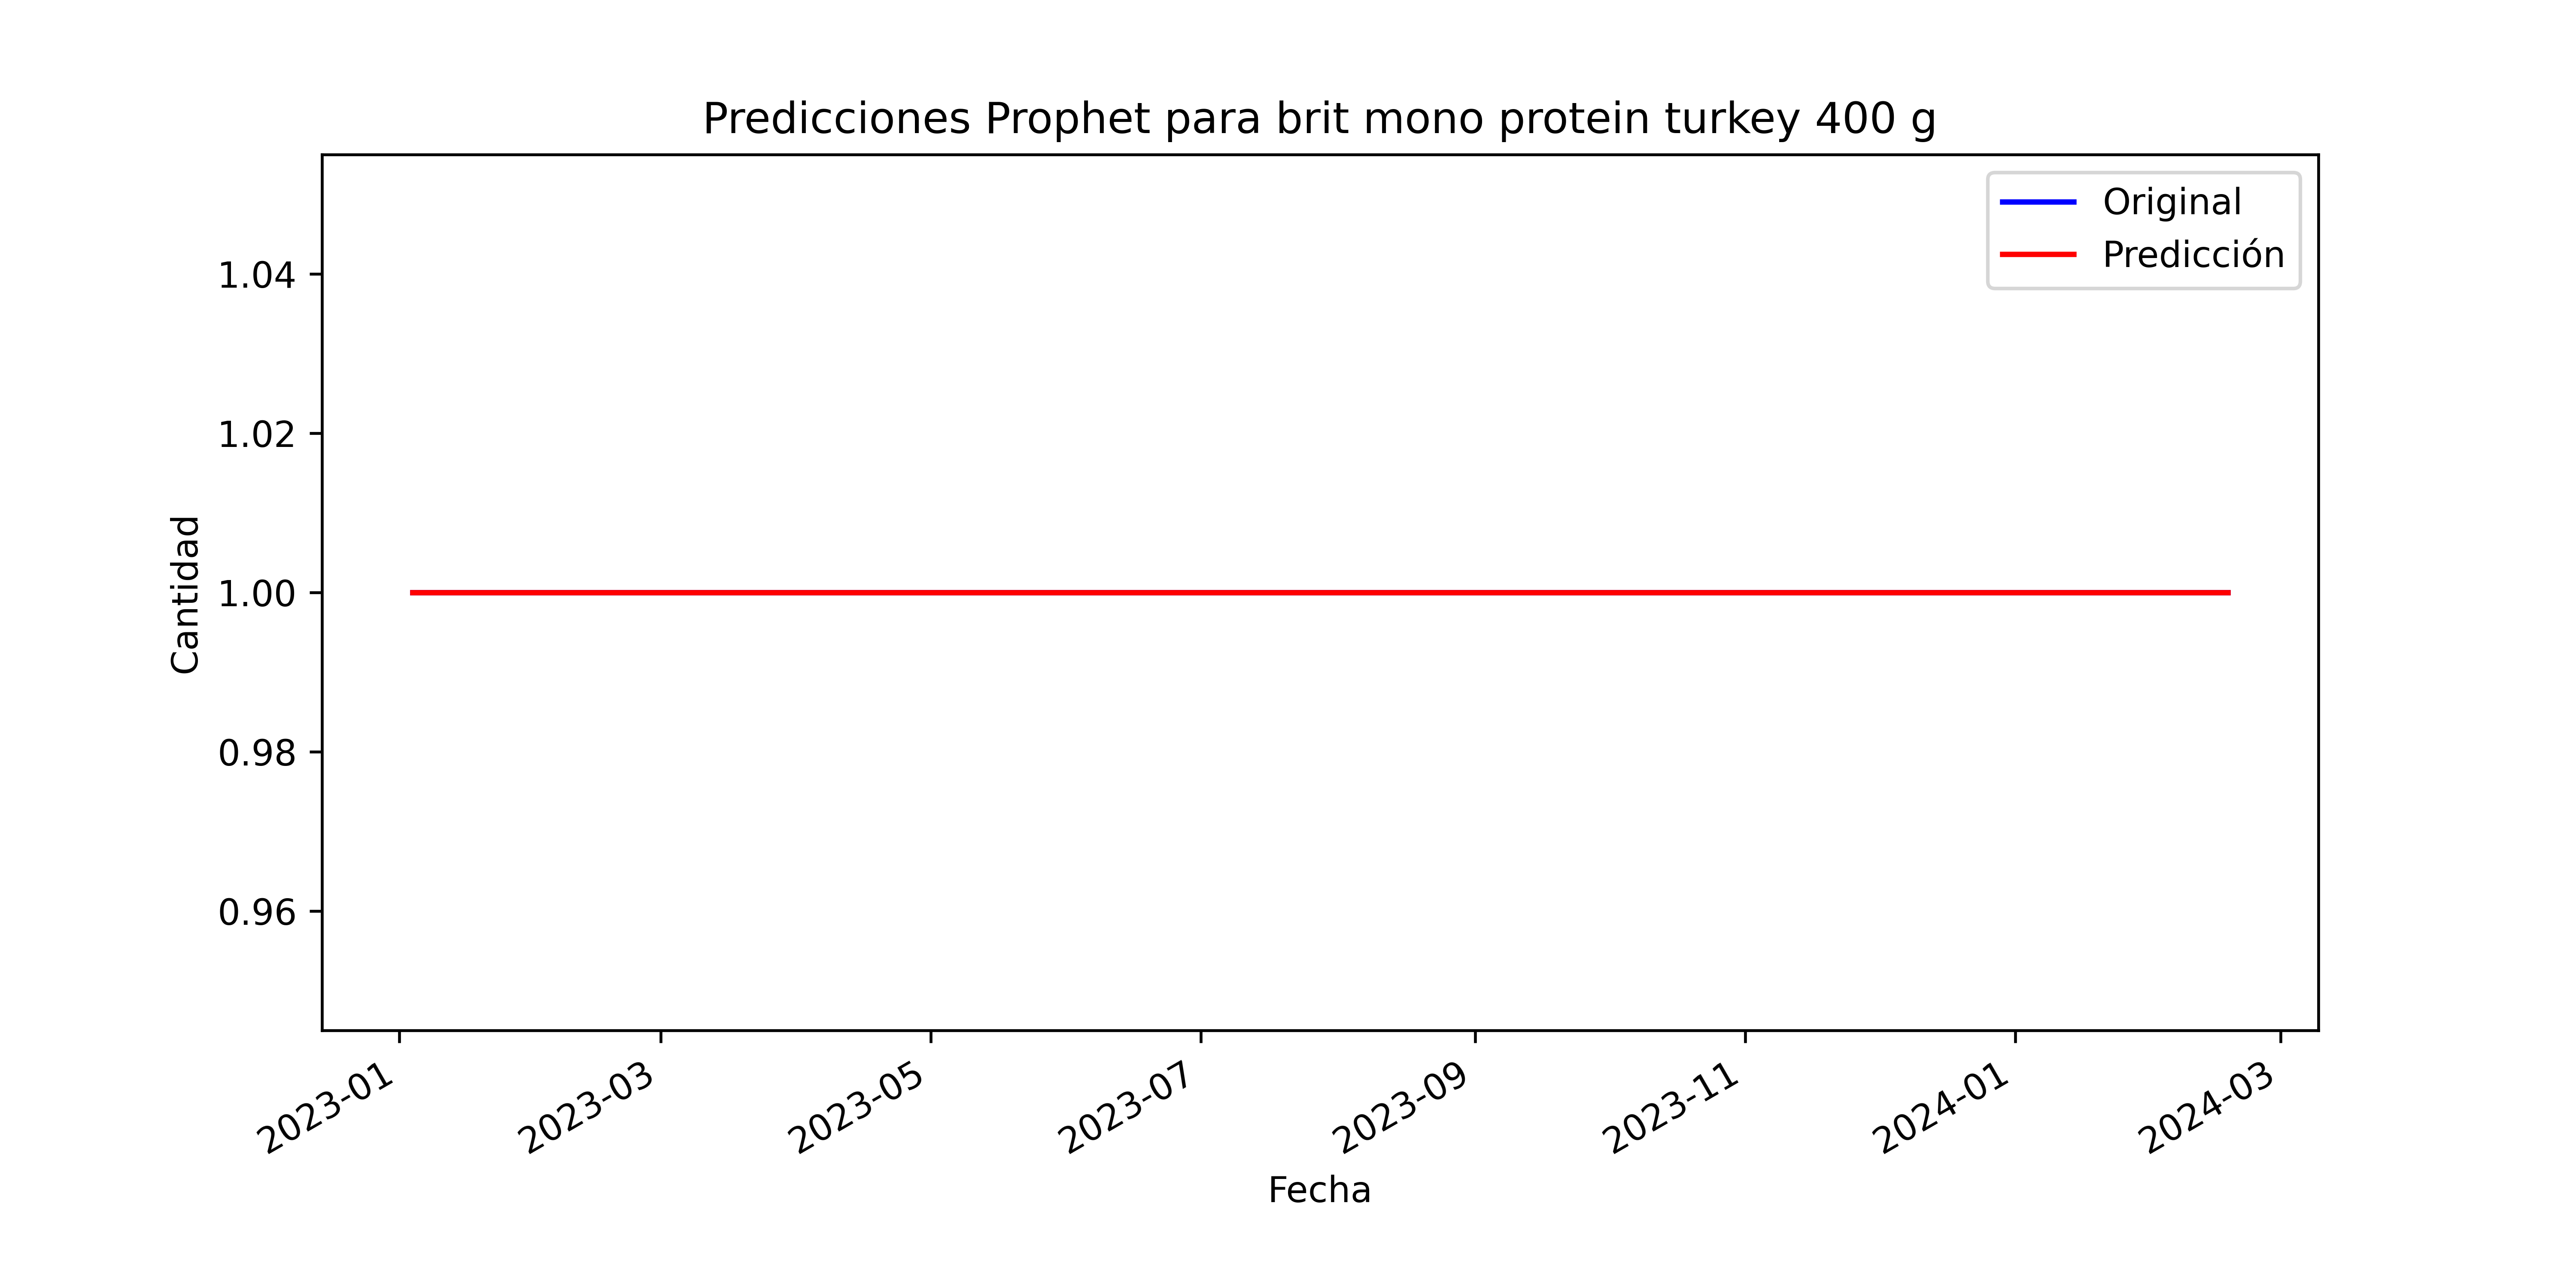 Predicciones Prophet para brit mono protein turkey 400 g
Original
Predicción
1.04
1.02
1.00
0.98
0.96
Cantidad
2023-01
2023-03
2023-05
2023-07
2023-09
2023-11
2024-01
2024-03
Fecha